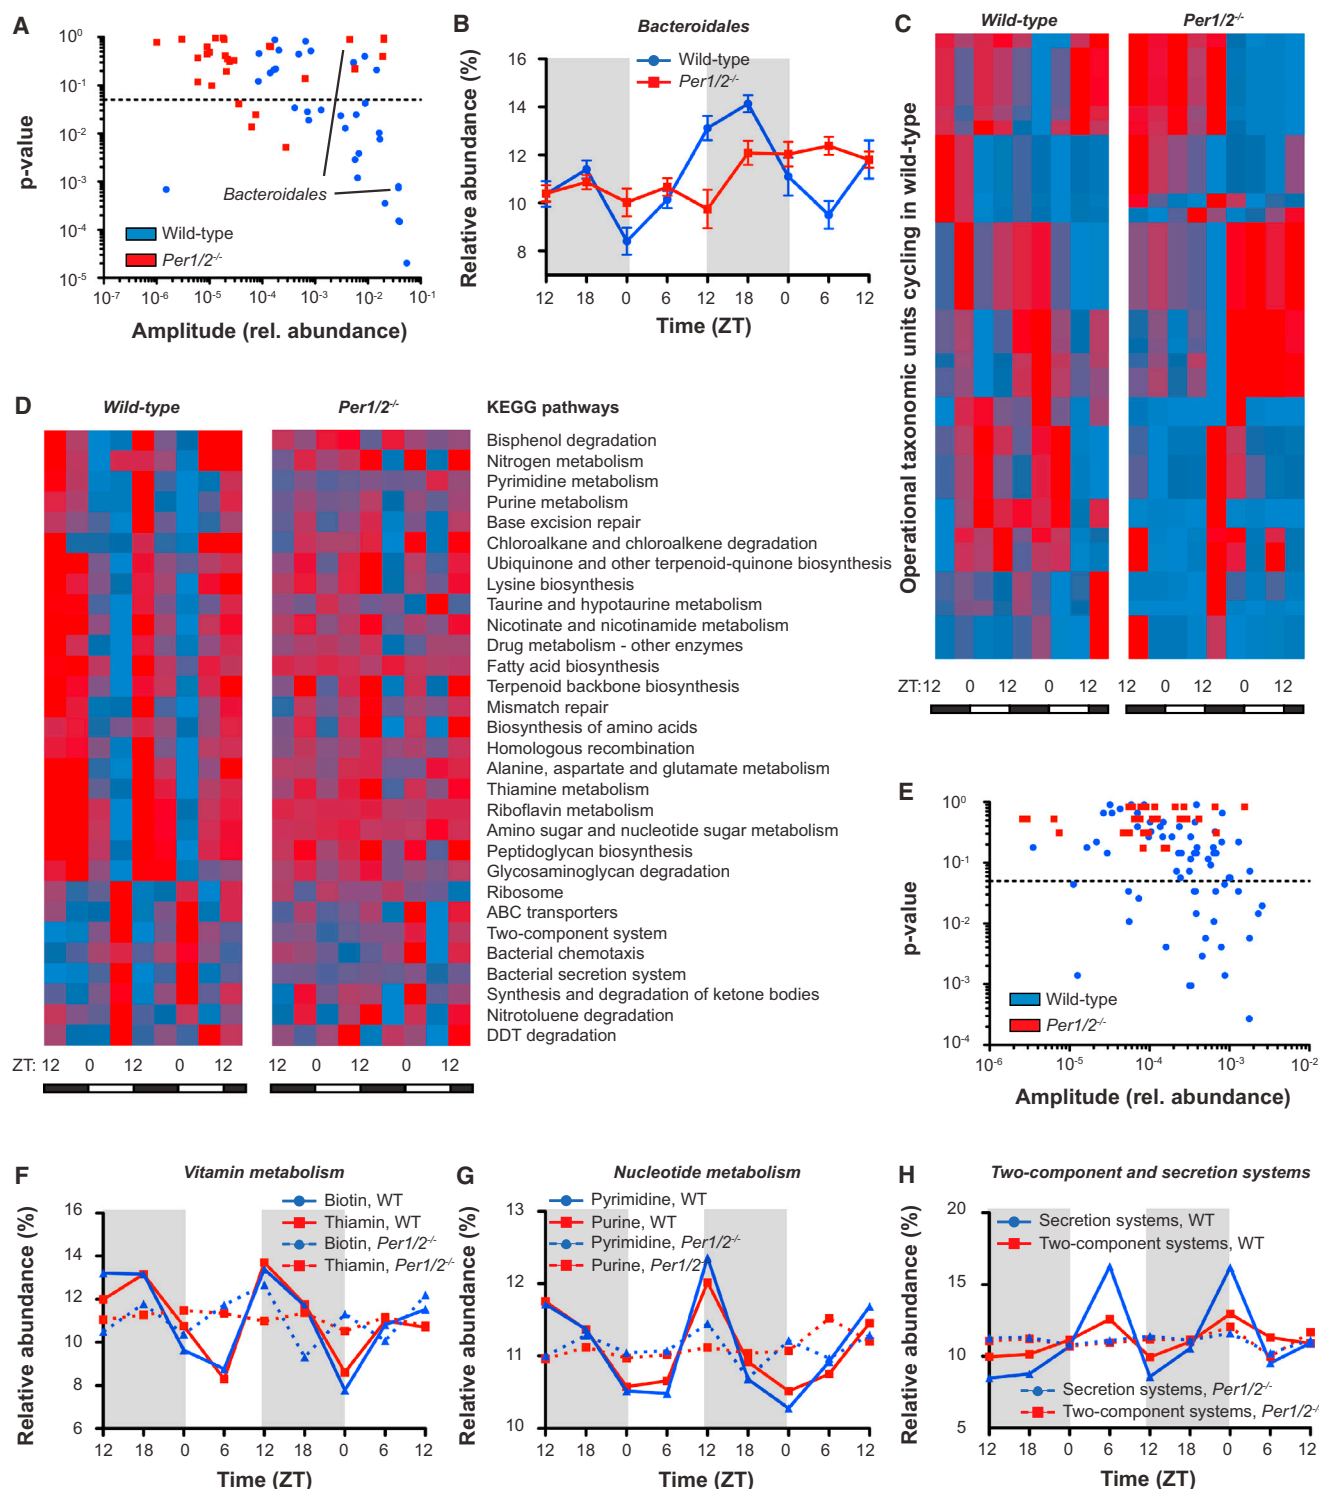 A
p-value
10⁰
10⁻¹
10⁻²
10⁻³
10⁻⁴
10⁻⁵
Bacteroidales
Wild-type
Per1/2⁻/⁻
10⁻⁷ 10⁻⁶ 10⁻⁵ 10⁻⁴ 10⁻³ 10⁻² 10⁻¹
Amplitude (rel. abundance)
B
Bacteroidales
Wild-type
Per1/2⁻/⁻
Relative abundance (%)
16
14
12
10
8
12 18 0 6 12 18 0 6 12
Time (ZT)
C
Wild-type Per1/2⁻/⁻
Operational taxonomic units cycling in wild-type
ZT: 12 0 12 0 12 12 0 12 0 12
D
Wild-type Per1/2⁻/⁻ KEGG pathways
Bisphenol degradation
Nitrogen metabolism
Pyrimidine metabolism
Purine metabolism
Base excision repair
Chloroalkane and chloroalkene degradation
Ubiquinone and other terpenoid-quinone biosynthesis
Lysine biosynthesis
Taurine and hypotaurine metabolism
Nicotinate and nicotinamide metabolism
Drug metabolism - other enzymes
Fatty acid biosynthesis
Terpenoid backbone biosynthesis
Mismatch repair
Biosynthesis of amino acids
Homologous recombination
Alanine, aspartate and glutamate metabolism
Thiamine metabolism
Riboflavin metabolism
Amino sugar and nucleotide sugar metabolism
Peptidoglycan biosynthesis
Glycosaminoglycan degradation
Ribosome
ABC transporters
Two-component system
Bacterial chemotaxis
Bacterial secretion system
Synthesis and degradation of ketone bodies
Nitrotoluene degradation
DDT degradation
ZT: 12 0 12 0 12 12 0 12 0 12
E
p-value
10⁰
10⁻¹
10⁻²
10⁻³
10⁻⁴
Wild-type
Per1/2⁻/⁻
10⁻⁶ 10⁻⁵ 10⁻⁴ 10⁻³ 10⁻²
Amplitude (rel. abundance)
F
Vitamin metabolism
Biotin, WT
Thiamin, WT
Biotin, Per1/2⁻/⁻
Thiamin, Per1/2⁻/⁻
Relative abundance (%)
16
14
12
10
8
6
12 18 0 6 12 18 0 6 12
Time (ZT)
G
Nucleotide metabolism
Pyrimidine, WT
Purine, WT
Pyrimidine, Per1/2⁻/⁻
Purine, Per1/2⁻/⁻
Relative abundance (%)
13
12
11
10
12 18 0 6 12 18 0 6 12
Time (ZT)
H
Two-component and secretion systems
Secretion systems, WT
Two-component systems, WT
Secretion systems, Per1/2⁻/⁻
Two-component systems, Per1/2⁻/⁻
Relative abundance (%)
20
15
10
5
12 18 0 6 12 18 0 6 12
Time (ZT)